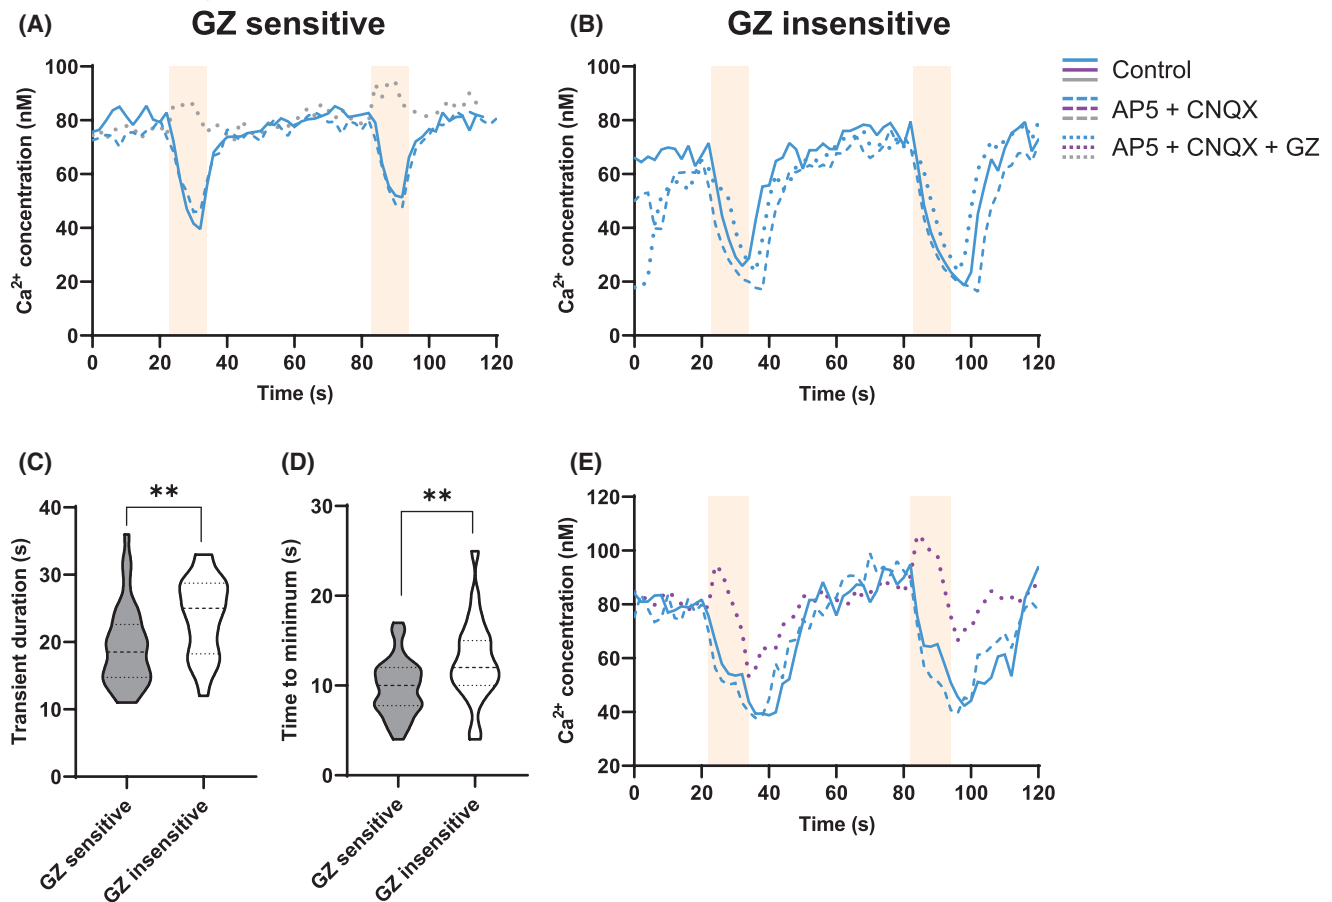 (A)
GZ sensitive
Ca2+ concentration (nM)
100
80
60
40
20
0
0 20 40 60 80 100 120
Time (s)
(B)
GZ insensitive
Ca2+ concentration (nM)
100
80
60
40
20
0
0 20 40 60 80 100 120
Time (s)
Control
AP5 + CNQX
AP5 + CNQX + GZ
(C)
Transient duration (s)
40
30
20
10
0
**
GZ sensitive
GZ insensitive
(D)
Time to minimum (s)
30
20
10
0
**
GZ sensitive
GZ insensitive
(E)
Ca2+ concentration (nM)
120
100
80
60
40
20
0 20 40 60 80 100 120
Time (s)